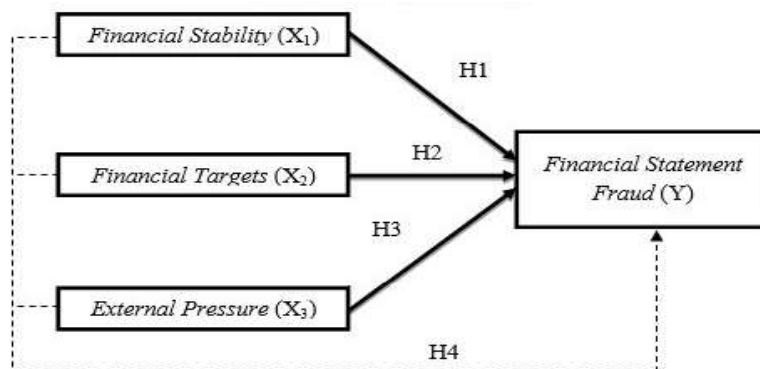 Financial Stability (X₁)
H1
H2
Financial Targets (X₂)
Financial Statement
Fraud (Y)
H3
External Pressure (X₃)
H4